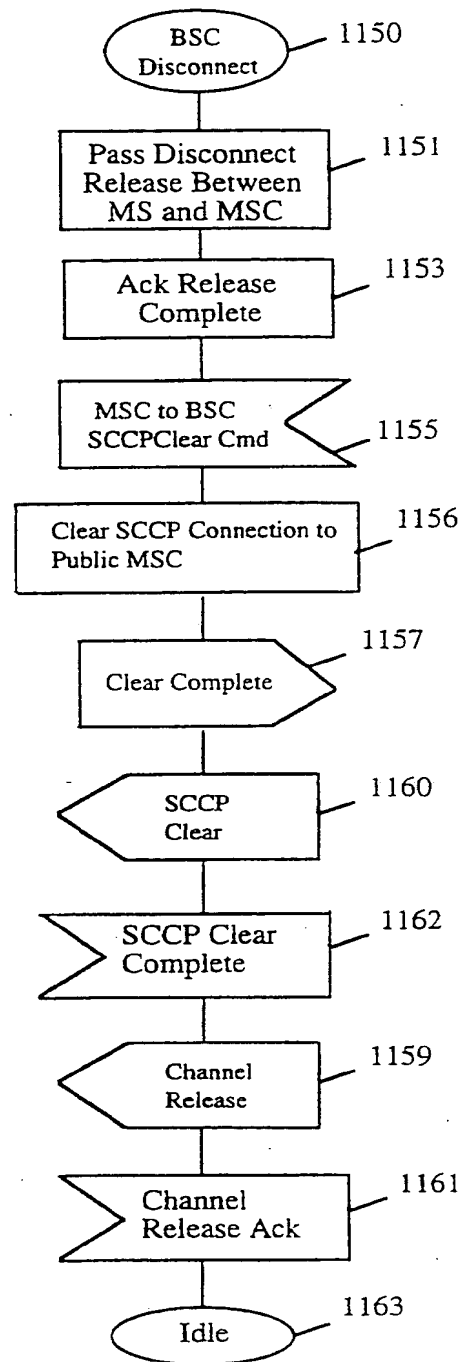 BSC
Disconnect
1150
Pass Disconnect
Release Between
MS and MSC
1151
Ack Release
Complete
1153
MSC to BSC
SCCPClear Cmd
1155
Clear SCCP Connection to
Public MSC
1156
Clear Complete
1157
SCCP
Clear
1160
SCCP Clear
Complete
1162
Channel
Release
1159
Channel
Release Ack
1161
Idle
1163